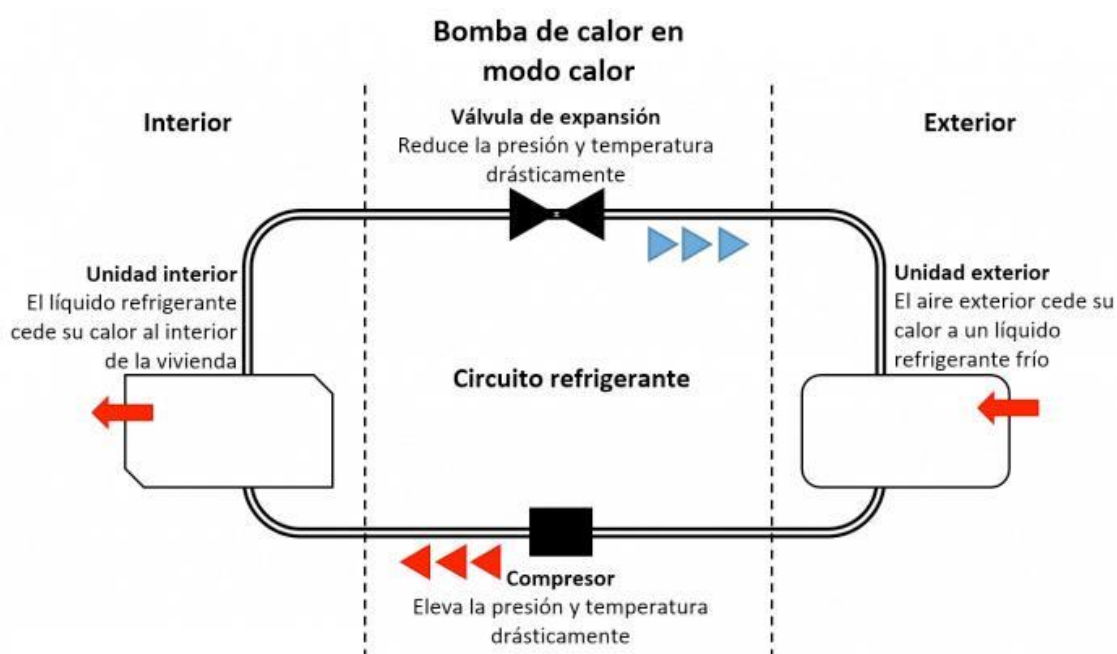 Bomba de calor en
modo calor
Interior
Válvula de expansión
Reduce la presión y temperatura
drásticamente
Exterior
Unidad interior
El líquido refrigerante
cede su calor al interior
de la vivienda
Unidad exterior
El aire exterior cede su
calor a un líquido
refrigerante frío
Circuito refrigerante
Compresor
Eleva la presión y temperatura
drásticamente